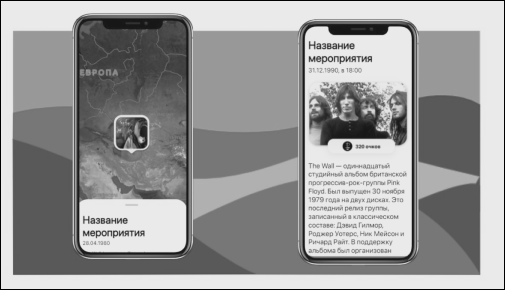 ЕВРОПА
Название
мероприятия
28.04.1980
Название
мероприятия
31.12.1990, в 18:00
320 очков
The Wall — одиннадцатый
студийный альбом британской
прогрессив-рок-группы Pink
Floyd. Был выпущен 30 ноября
1979 года на двух дисках. Это
последний релиз группы,
записанный в классическом
составе: Дэвид Гилмор,
Роджер Уотерс, Ник Мейсон и
Ричард Райт. В поддержку
альбома был организован